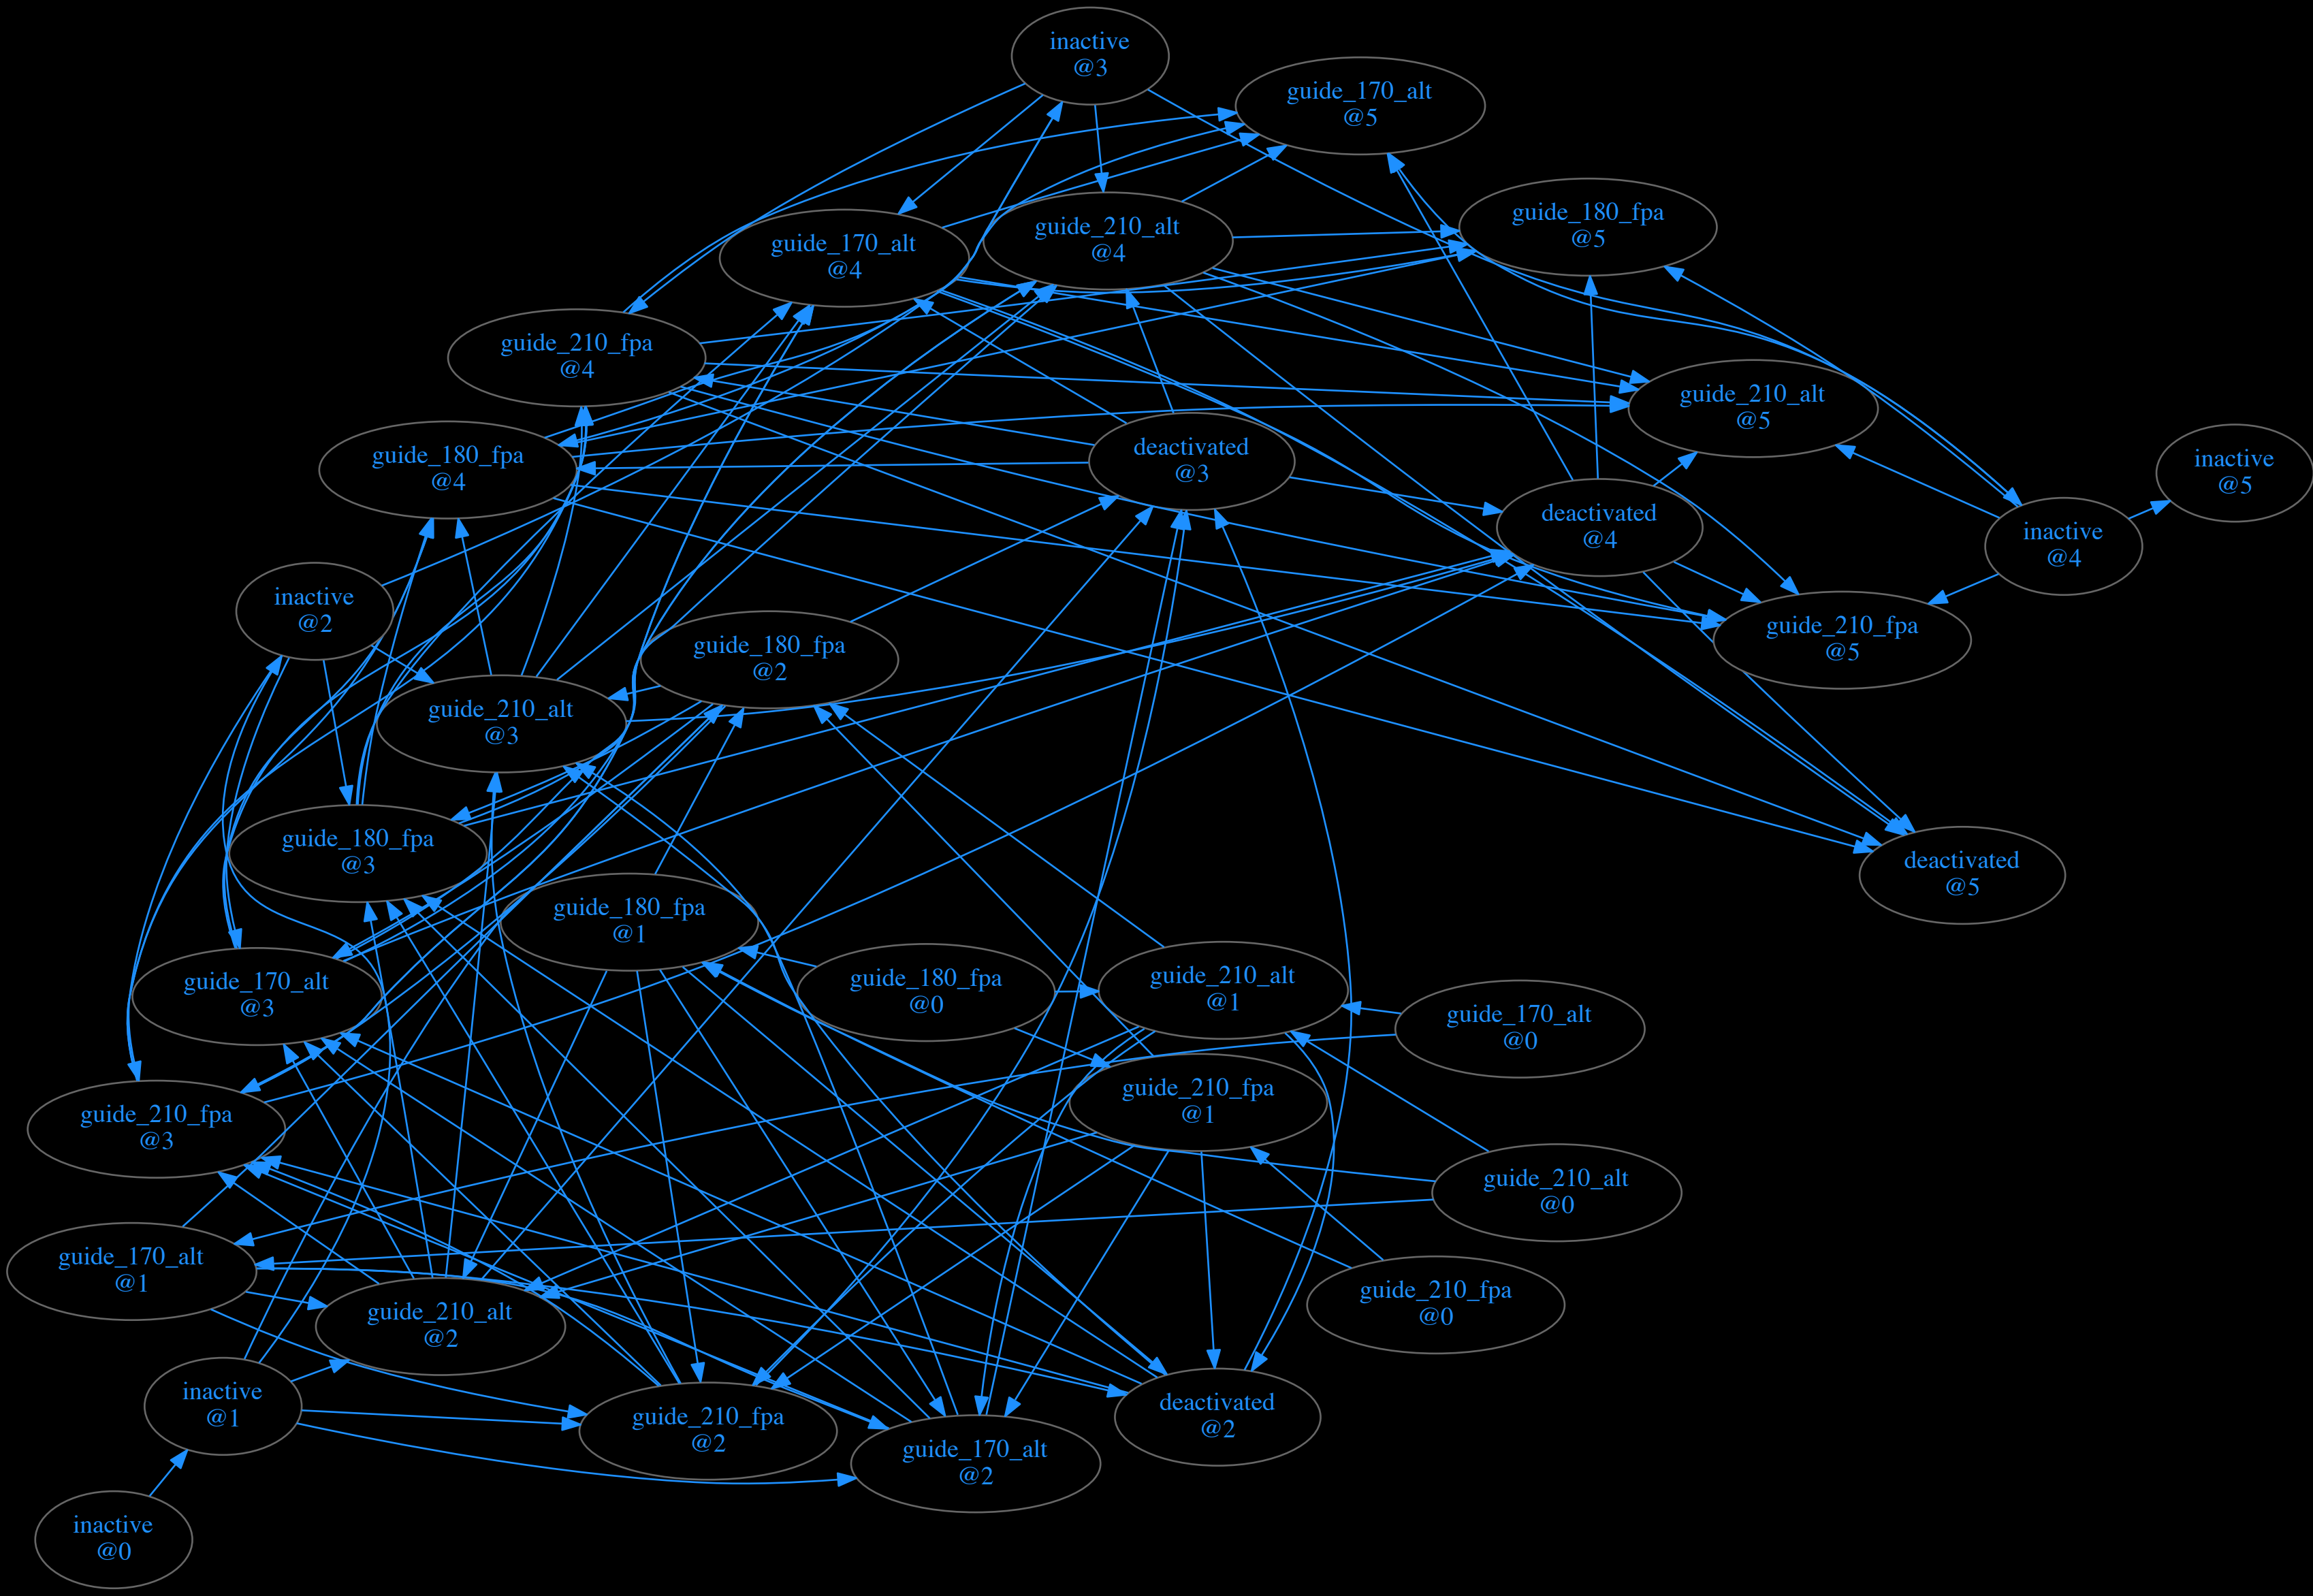 inactive
@3
guide_170_alt
@5
guide_180_fpa
@5
guide_170_alt
@4
guide_210_alt
@4
guide_210_fpa
@4
guide_210_alt
@5
guide_180_fpa
@4
deactivated
@3
inactive
@5
deactivated
@4
inactive
@4
inactive
@2
guide_180_fpa
@2
guide_210_fpa
@5
guide_210_alt
@3
guide_180_fpa
@3
deactivated
@5
guide_180_fpa
@1
guide_170_alt
@3
guide_180_fpa
@0
guide_210_alt
@1
guide_170_alt
@0
guide_210_fpa
@3
guide_210_fpa
@1
guide_210_alt
@0
guide_170_alt
@1
guide_210_fpa
@0
guide_210_alt
@2
inactive
@1
guide_210_fpa
@2
guide_170_alt
@2
deactivated
@2
inactive
@0